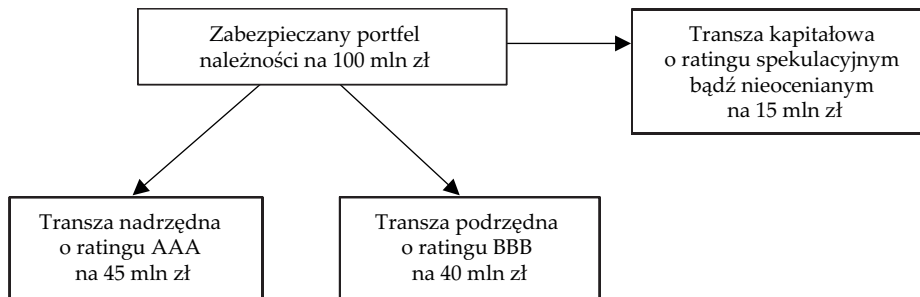 Zabezpieczany portfel
należności na 100 mln zł
Transza kapitałowa
o ratingu spekulacyjnym
bądź nieocenianym
na 15 mln zł
Transza nadrzędna
o ratingu AAA
na 45 mln zł
Transza podrzędna
o ratingu BBB
na 40 mln zł